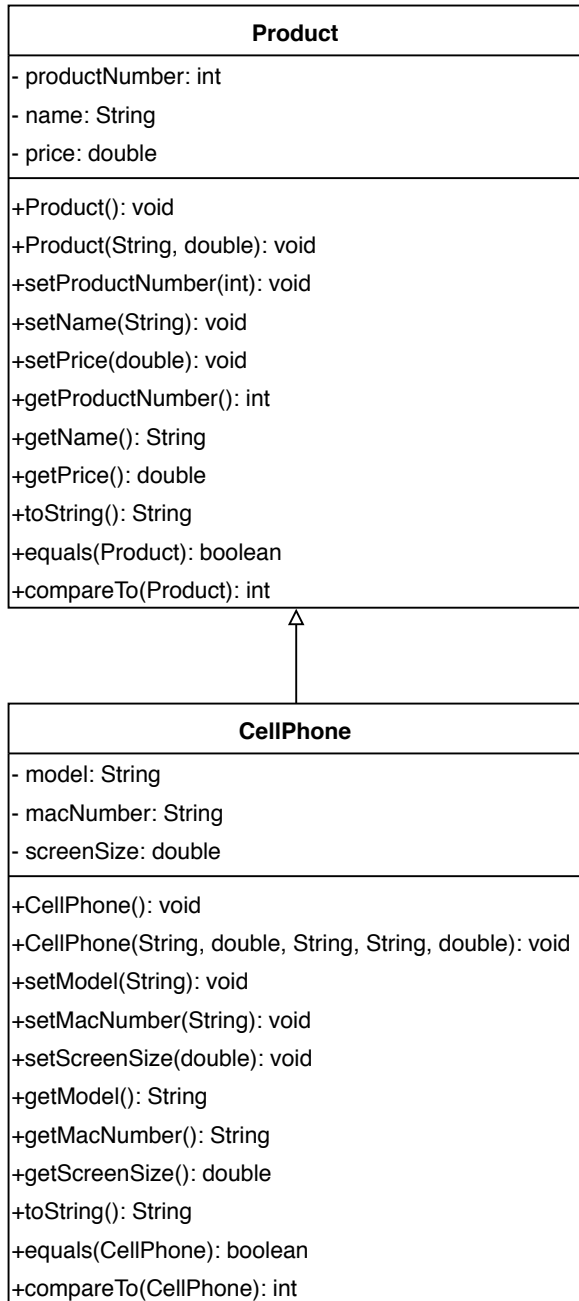 Product
- productNumber: int
- name: String
- price: double
+Product(): void
+Product(String, double): void
+setProductNumber(int): void
+setName(String): void
+setPrice(double): void
+getProductNumber(): int
+getName(): String
+getPrice(): double
+toString(): String
+equals(Product): boolean
+compareTo(Product): int
CellPhone
- model: String
- macNumber: String
- screenSize: double
+CellPhone(): void
+CellPhone(String, double, String, String, double): void
+setModel(String): void
+setMacNumber(String): void
+setScreenSize(double): void
+getModel(): String
+getMacNumber(): String
+getScreenSize(): double
+toString(): String
+equals(CellPhone): boolean
+compareTo(CellPhone): int